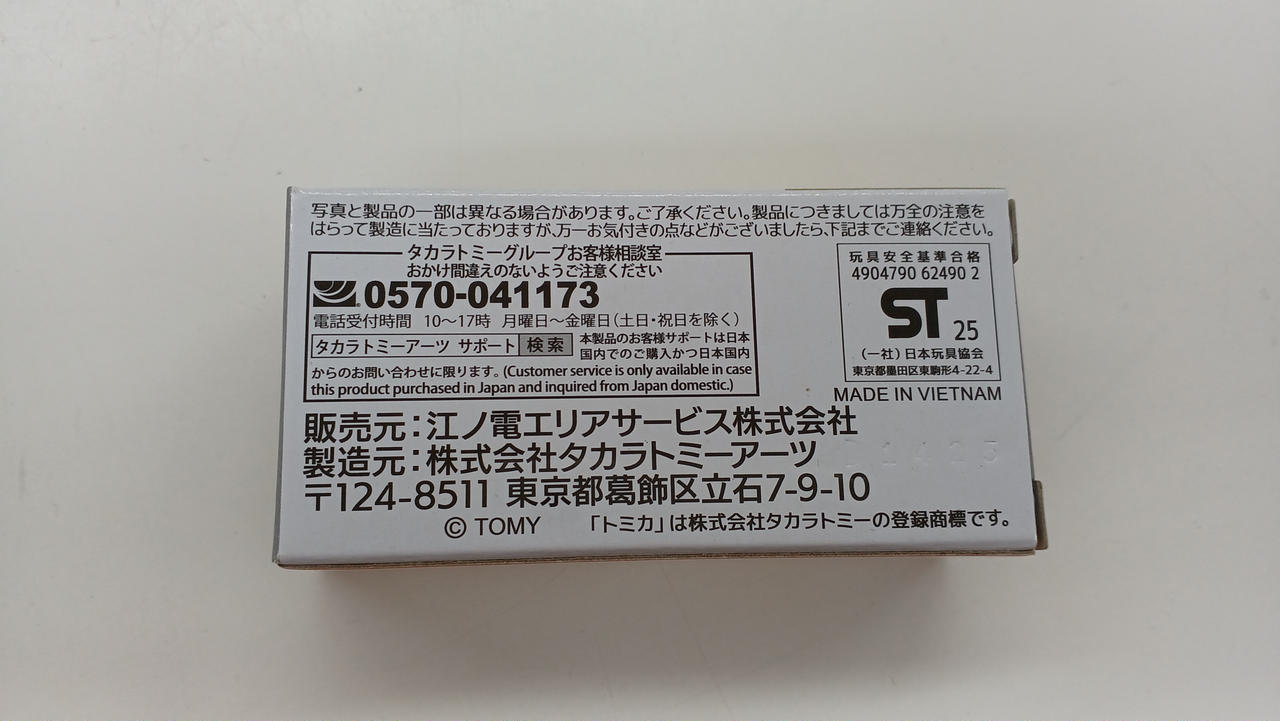 写真と製品の一部は異なる場合があります。ご了承ください。製品につきましては万全の注意を
はらって製造に当たっておりますが、万一お気付きの点などがございましたら、下記までご連絡ください。
タカラトミーグループお客様相談室
おかけ間違えのないようご注意ください
0570-041173
電話受付時間 10〜17時 月曜日〜金曜日(土日・祝日を除く)
タカラトミーアーツ サポート 検索
本製品のお客様サポートは日本
国内でのご購入かつ日本国内
からのお問い合わせに限ります。(Customer service is only available in case
this product purchased in Japan and inquired from Japan domestic.)
玩具安全基準合格
4904790 62490 2
ST 25
(一社)日本玩具協会
東京都墨田区東駒形4-22-4
MADE IN VIETNAM
販売元:江ノ電エリアサービス株式会社
製造元:株式会社タカラトミーアーツ
〒124-8511 東京都葛飾区立石7-9-10
© TOMY 「トミカ」は株式会社タカラトミーの登録商標です。